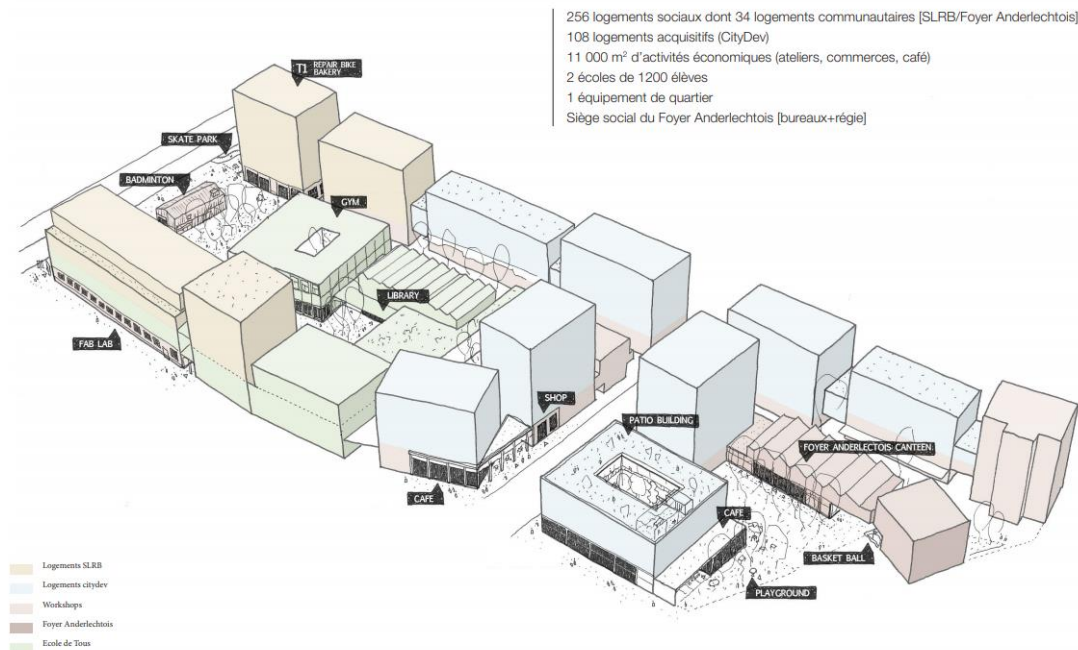 256 logements sociaux dont 34 logements communautaires [SLRB/Foyer Anderlechtois]
108 logements acquisitifs (CityDev)
11 000 m² d'activités économiques (ateliers, commerces, café)
2 écoles de 1200 élèves
1 équipement de quartier
Siège social du Foyer Anderlechtois [bureaux+régie]
T1 REPAIR BIKE
BAKERY
SKATE PARK
BADMINTON
GYM
LIBRARY
FAB LAB
SHOP
PATIO BUILDING
FOYER ANDERLECTOIS CANTEEN
CAFE
CAFE
BASKET BALL
PLAYGROUND
Logements SLRB
Logements citydev
Workshops
Foyer Anderlechtois
Ecole de Tous